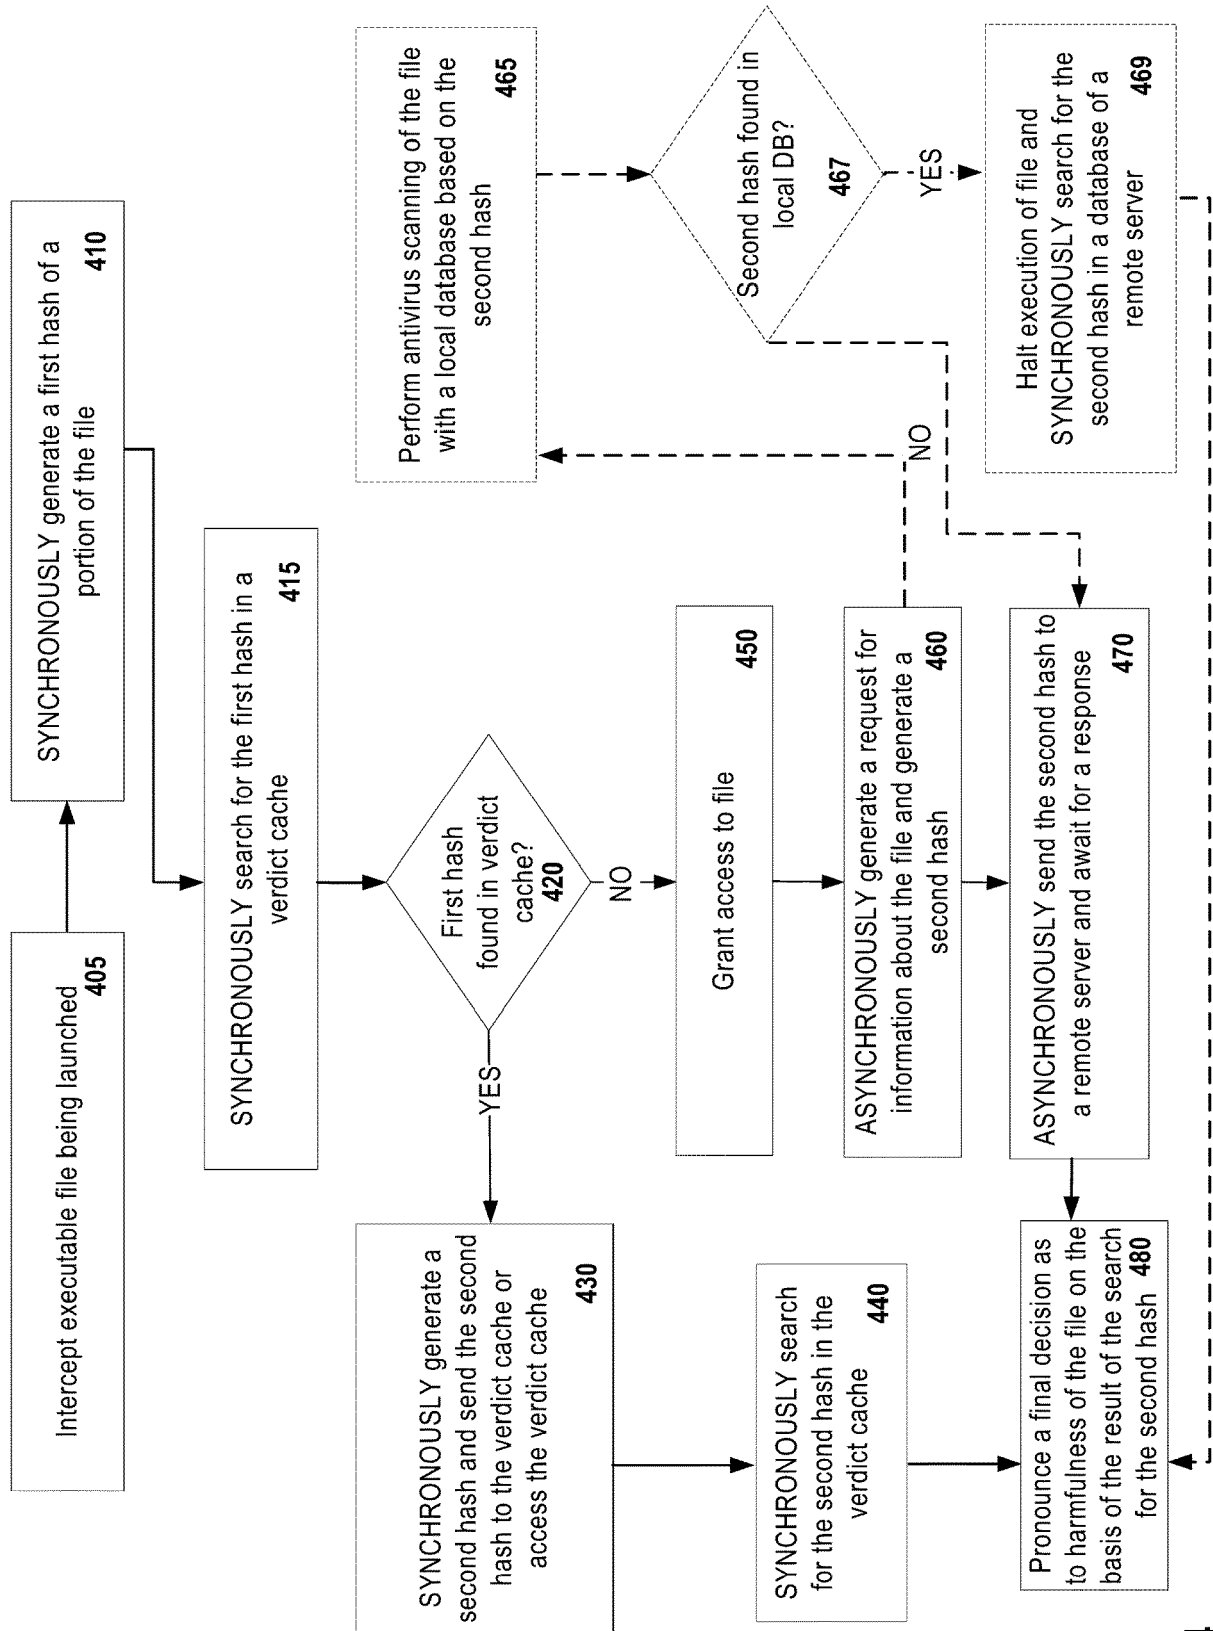 Intercept executable file being launched
405
SYNCHRONOUSLY generate a first hash of a
portion of the file
410
SYNCHRONOUSLY search for the first hash in a
verdict cache
415
First hash
found in verdict
cache?
420
YES
NO
SYNCHRONOUSLY generate a
second hash and send the second
hash to the verdict cache or
access the verdict cache
430
SYNCHRONOUSLY search
for the second hash in the
verdict cache
440
Grant access to file
450
ASYNCHRONOUSLY generate a request for
information about the file and generate a
second hash
460
Perform antivirus scanning of the file
with a local database based on the
second hash
465
Second hash found in
local DB?
467
YES
NO
Halt execution of file and
SYNCHRONOUSLY search for the
second hash in a database of a
remote server
469
ASYNCHRONOUSLY send the second hash to
a remote server and await for a response
470
Pronounce a final decision as
to harmfulness of the file on the
basis of the result of the search
for the second hash
480